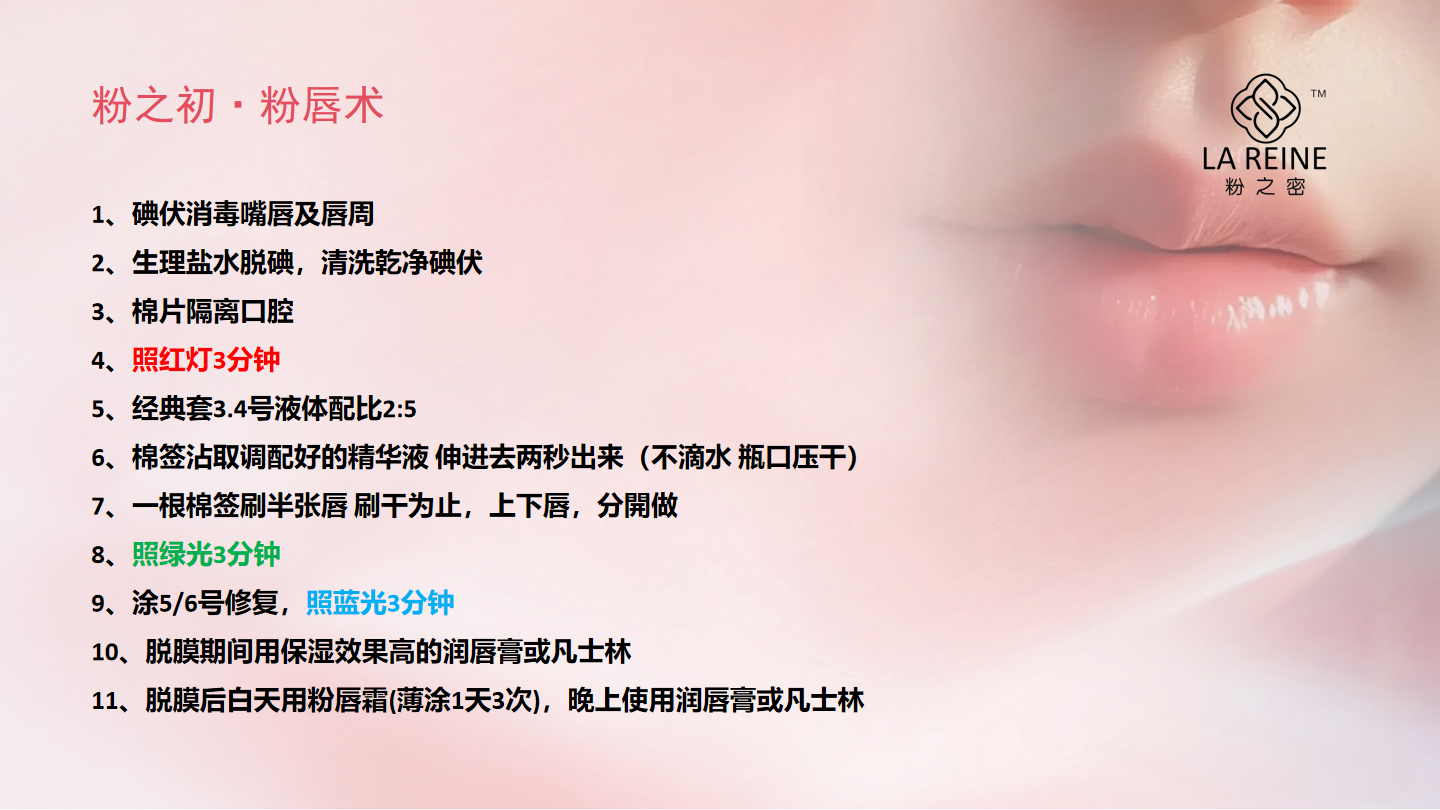 粉之初·粉唇术
TM
LA REINE
粉之密
1、碘伏消毒嘴唇及唇周
2、生理盐水脱碘，清洗乾净碘伏
3、棉片隔离口腔
4、照红灯3分钟
5、经典套3.4号液体配比2:5
6、棉签沾取调配好的精华液 伸进去两秒出来（不滴水 瓶口压干）
7、一根棉签刷半张唇 刷干为止，上下唇，分開做
8、照绿光3分钟
9、涂5/6号修复，照蓝光3分钟
10、脱膜期间用保湿效果高的润唇膏或凡士林
11、脱膜后白天用粉唇霜(薄涂1天3次)，晚上使用润唇膏或凡士林